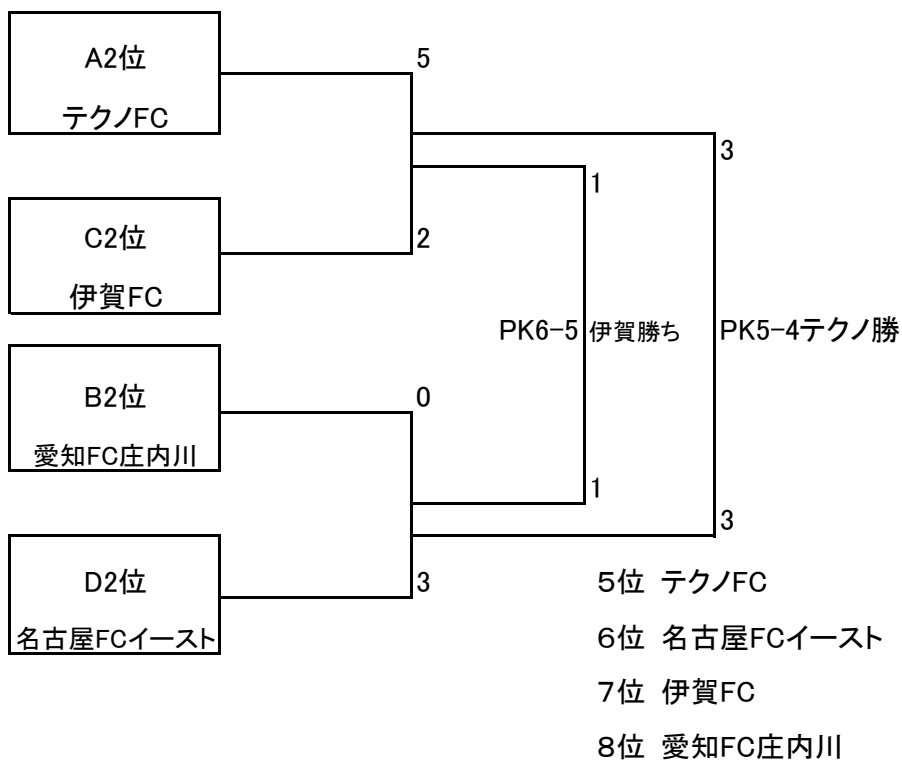 A2位
5
テクノFC
3
1
C2位
2
伊賀FC
PK6-5
伊賀勝ち
PK5-4テクノ勝
B2位
0
愛知FC庄内川
1
3
D2位
3
名古屋FCイースト
5位 テクノFC
6位 名古屋FCイースト
7位 伊賀FC
8位 愛知FC庄内川